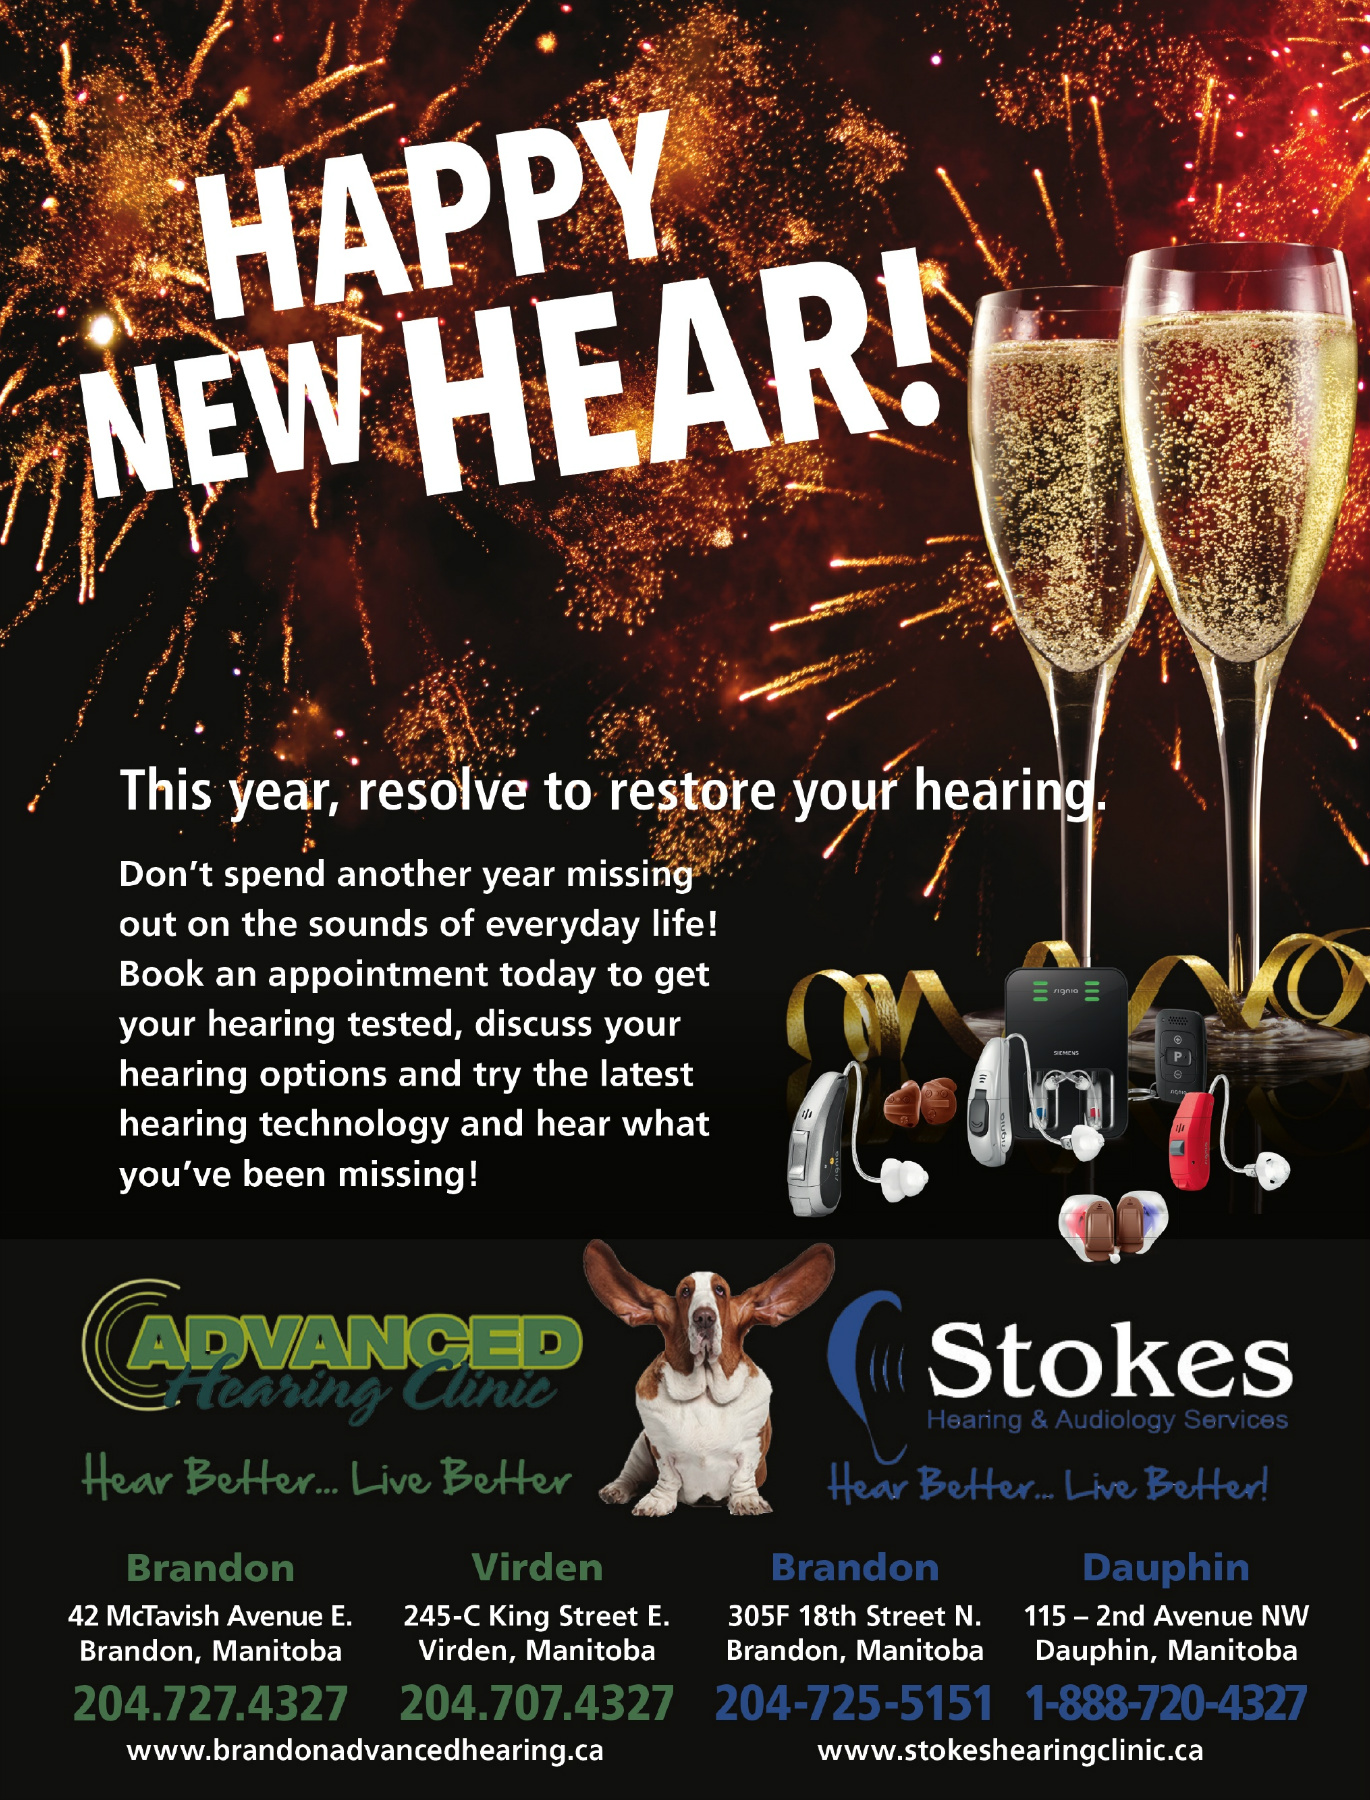 HAPPY
NEW HEAR!
This year, resolve to restore your hearing.
Don't spend another year missing
out on the sounds of everyday life!
Book an appointment today to get
your hearing tested, discuss your
hearing options and try the latest
hearing technology and hear what
you've been missing!
signia
SIEMENS
P
signia
signia
signia
ADVANCED
Hearing Clinic
Hear Better... Live Better
Stokes
Hearing & Audiology Services
Hear Better... Live Better!
Brandon
42 McTavish Avenue E.
Brandon, Manitoba
204.727.4327
Virden
245-C King Street E.
Virden, Manitoba
204.707.4327
www.brandonadvancedhearing.ca
Brandon
305F 18th Street N.
Brandon, Manitoba
204-725-5151
Dauphin
115 – 2nd Avenue NW
Dauphin, Manitoba
1-888-720-4327
www.stokeshearingclinic.ca